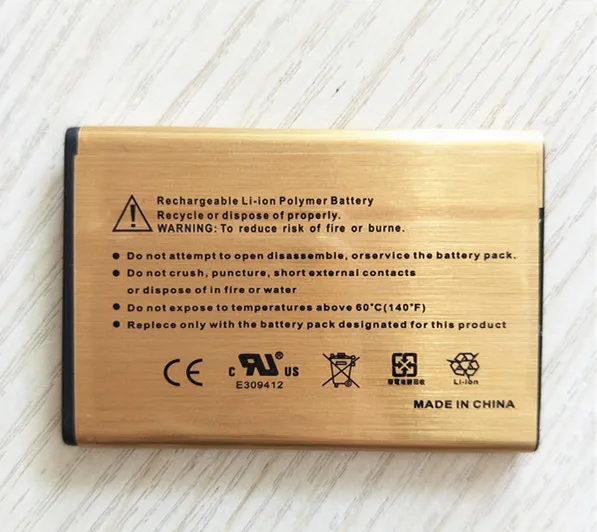 Rechargeable Li-ion Polymer Battery
Recycle or dispose of properly.
WARNING: To reduce risk of fire or burne.
Do not attempt to open disassemble, orservice the battery pack.
Do not crush, puncture, short external contacts
or dispose of in fire or water
Do not expose to temperatures above 60°C(140°F)
Replace only with the battery pack designated for this product
CE
C RU US
E309412
Li-ion
MADE IN CHINA